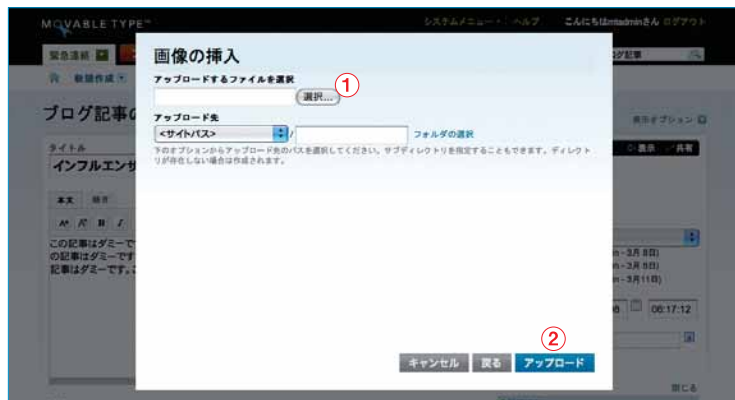 MOVABLE TYPE™
システムメニュー ヘルプ こんにちはmtadminさん ログアウト
緊急連絡
ログ記事
新規作成
画像の挿入
アップロードするファイルを選択
選択... ①
アップロード先
<サイトパス> / フォルダの選択
下のオプションからアップロード先のパスを選択してください。サブディレクトリを指定することもできます。ディレクト
リが存在しない場合は作成されます。
ブログ記事の
表示オプション
タイトル
表示 共有
インフルエンサ
本文 続き
B I
この記事はダミーで
の記事はダミーです
記事はダミーです。こ
n - 3月 8日)
n - 3月 5日)
n - 3月11日)
06:17:12
②
キャンセル 戻る アップロード
閉じる